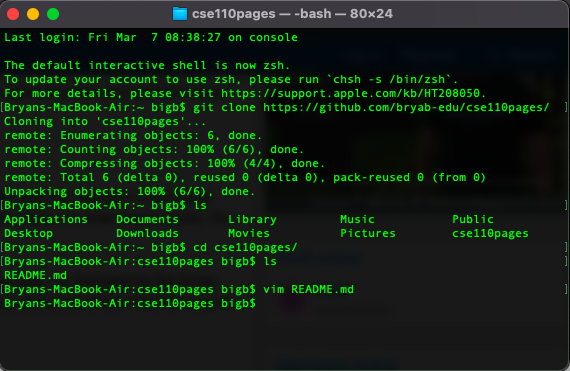 cse110pages — -bash — 80×24
Last login: Fri Mar  7 08:38:27 on console
The default interactive shell is now zsh.
To update your account to use zsh, please run `chsh -s /bin/zsh`.
For more details, please visit https://support.apple.com/kb/HT208050.
[Bryans-MacBook-Air:~ bigb$ git clone https://github.com/bryab-edu/cse110pages/ ]
Cloning into 'cse110pages'...
remote: Enumerating objects: 6, done.
remote: Counting objects: 100% (6/6), done.
remote: Compressing objects: 100% (4/4), done.
remote: Total 6 (delta 0), reused 0 (delta 0), pack-reused 0 (from 0)
Unpacking objects: 100% (6/6), done.
[Bryans-MacBook-Air:~ bigb$ ls ]
Applications    Documents       Library         Music           Public
Desktop         Downloads       Movies          Pictures        cse110pages
[Bryans-MacBook-Air:~ bigb$ cd cse110pages/ ]
[Bryans-MacBook-Air:cse110pages bigb$ ls ]
README.md
[Bryans-MacBook-Air:cse110pages bigb$ vim README.md ]
Bryans-MacBook-Air:cse110pages bigb$